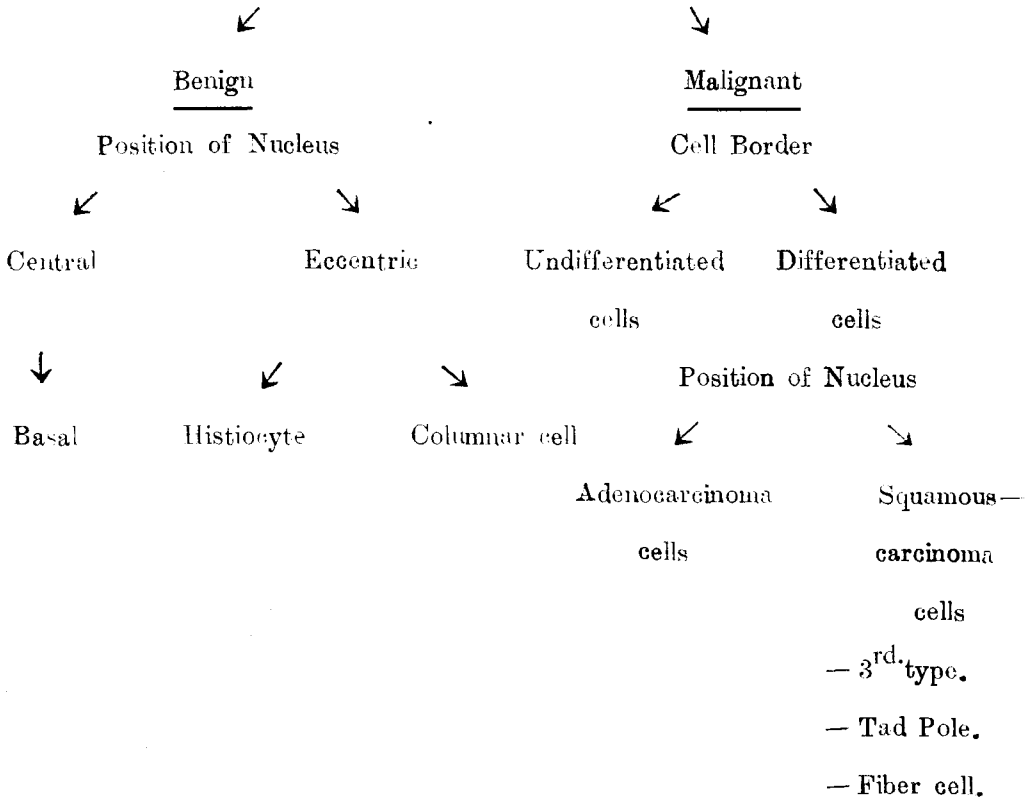 Benign Malignant
Position of Nucleus Cell Border
Central Eccentric Undifferentiated Differentiated
cells cells
Position of Nucleus
Basal Histiocyte Columnar cell
Adenocarcinoma Squamous—
cells carcinoma
cells
— 3rd. type.
— Tad Pole.
— Fiber cell.